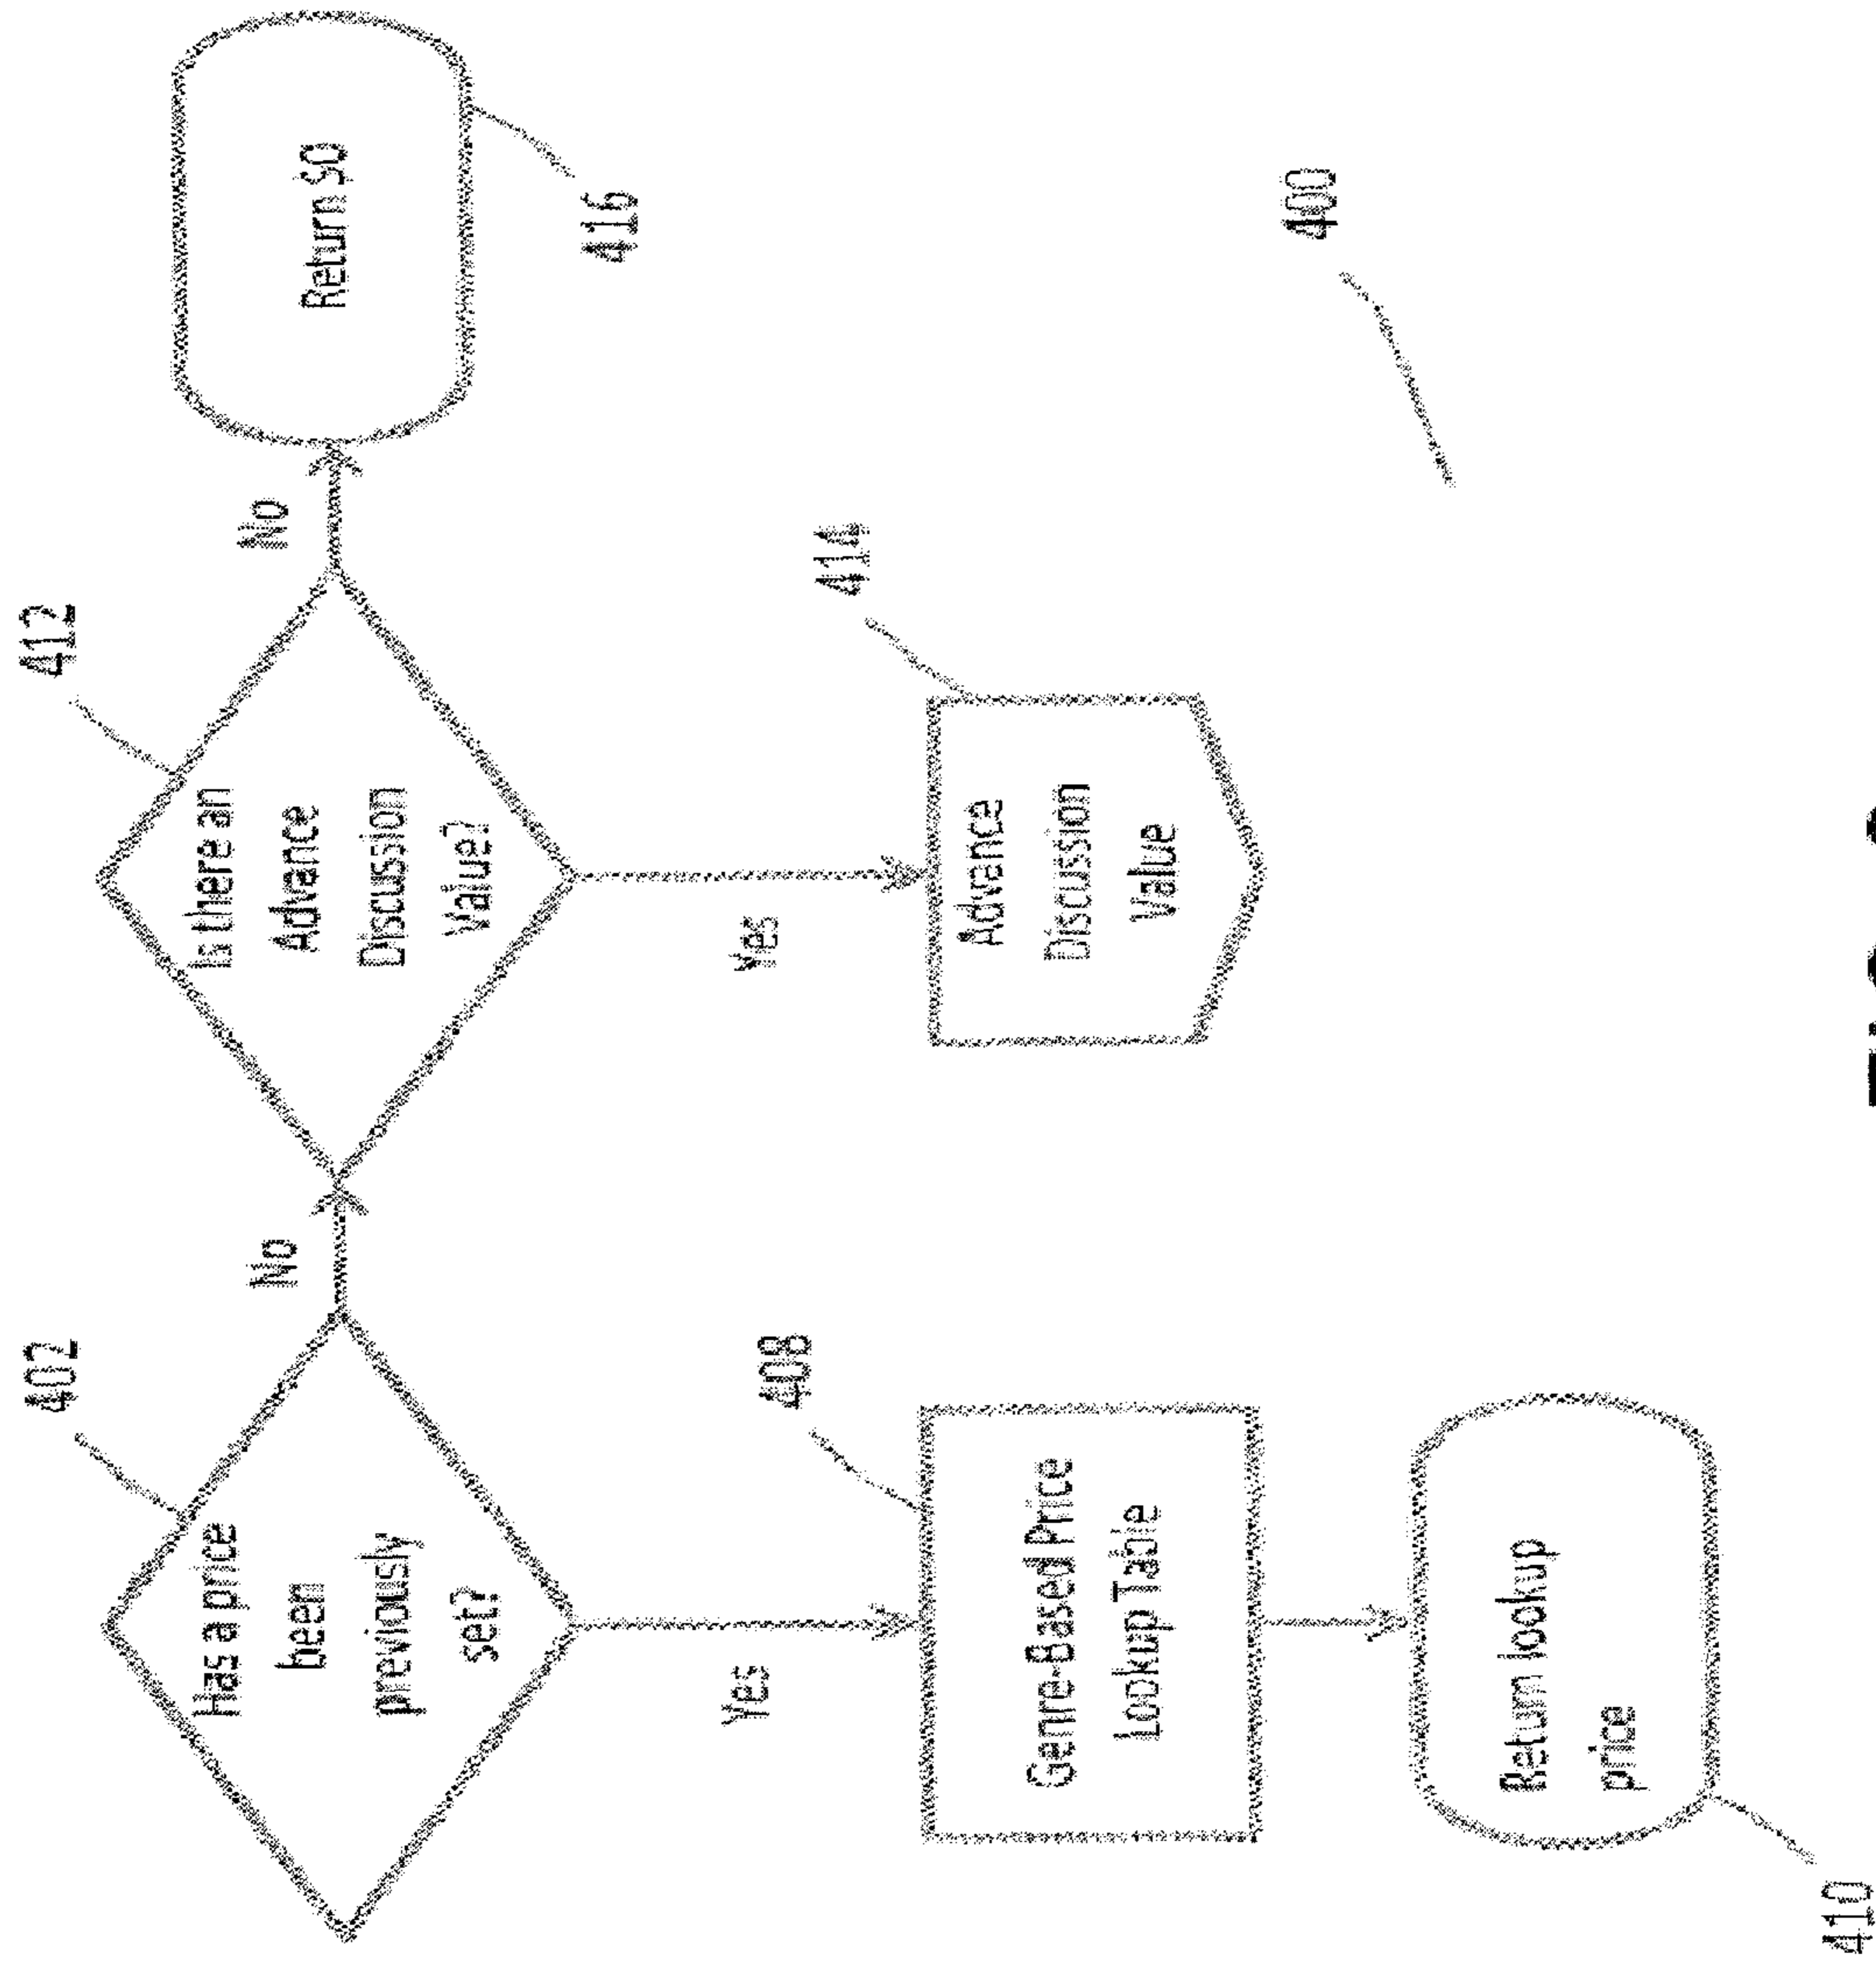 402
Has a price
been
previously
set?
No
412
Is there an
Advance
Discussion
Value?
No
Return $0
416
Yes
408
Genre-Based Price
Lookup Table
Yes
414
Advance
Discussion
Value
Return lookup
price
410
400